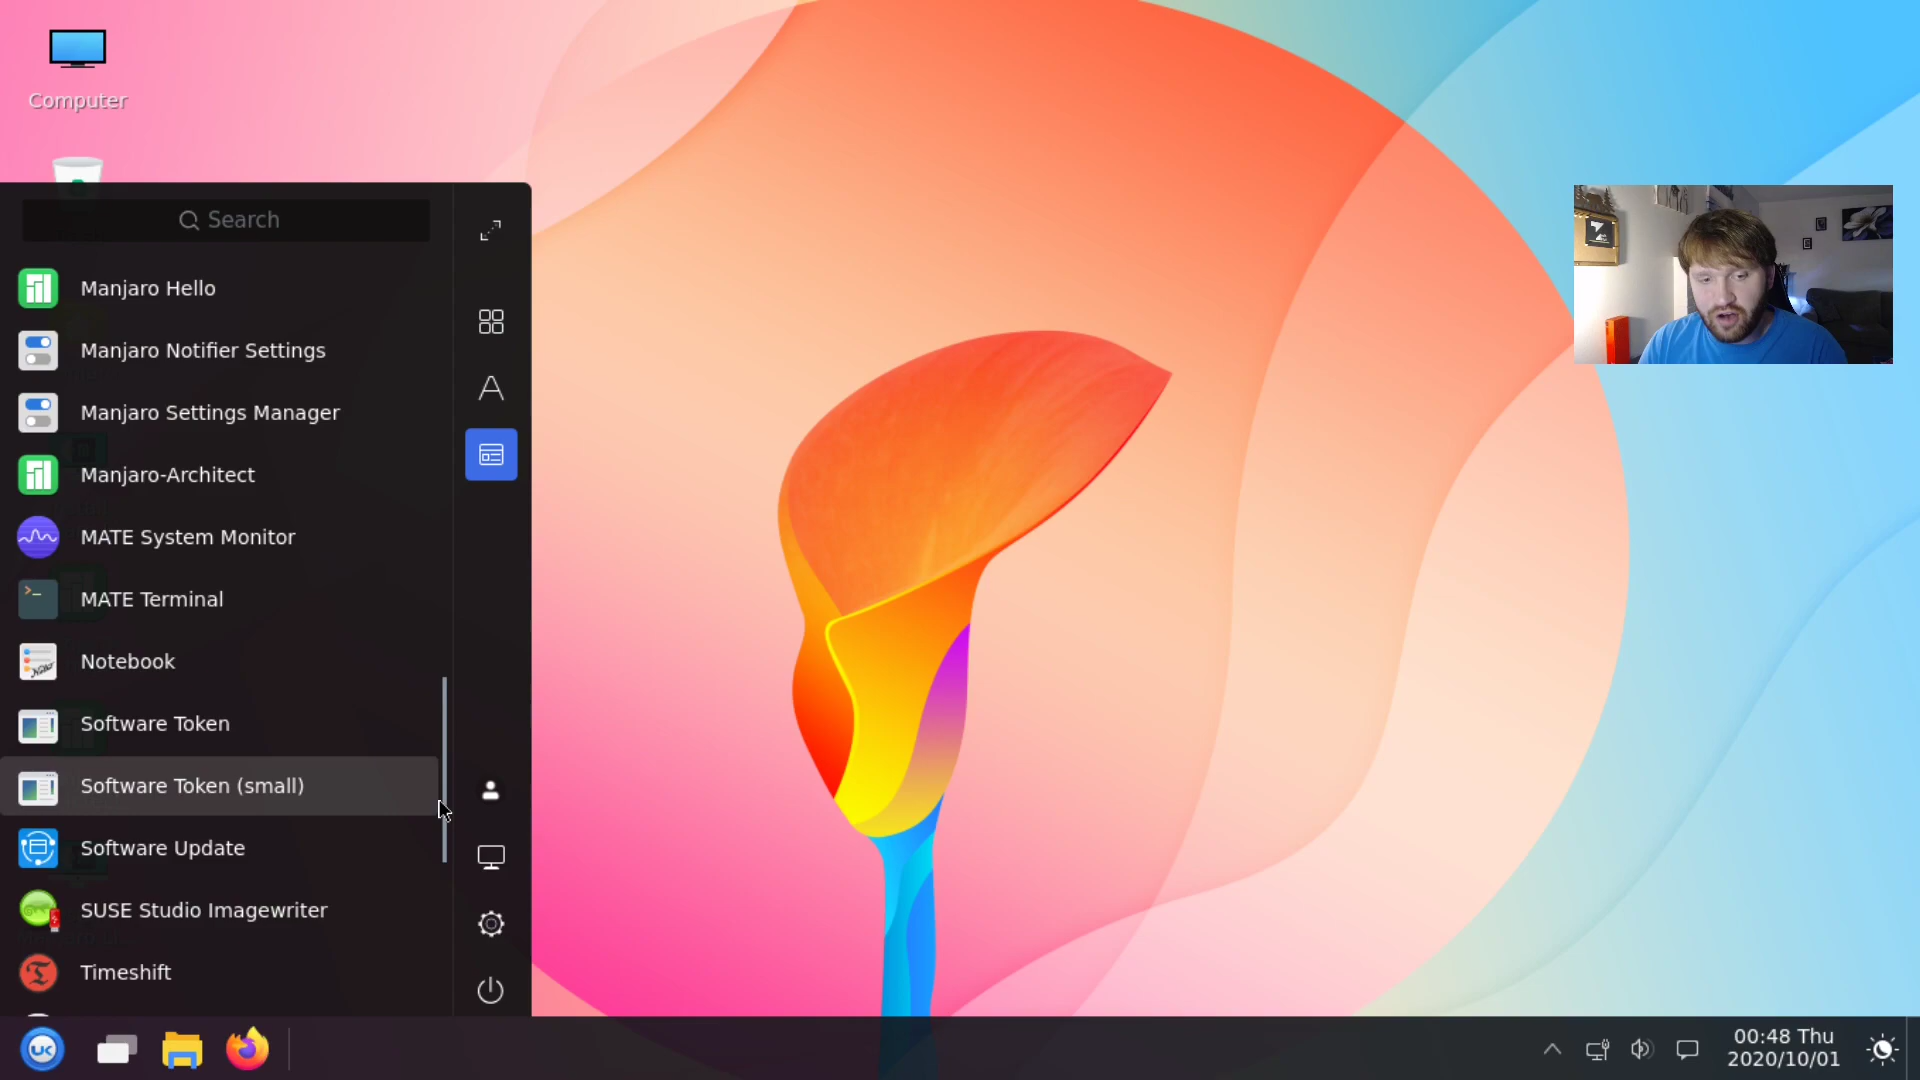 Computer
Search
Manjaro Hello
Manjaro Notifier Settings
Manjaro Settings Manager
Manjaro-Architect
MATE System Monitor
MATE Terminal
Notebook
Software Token
Software Token (small)
Software Update
SUSE Studio Imagewriter
Timeshift
UK
00:48 Thu
2020/10/01